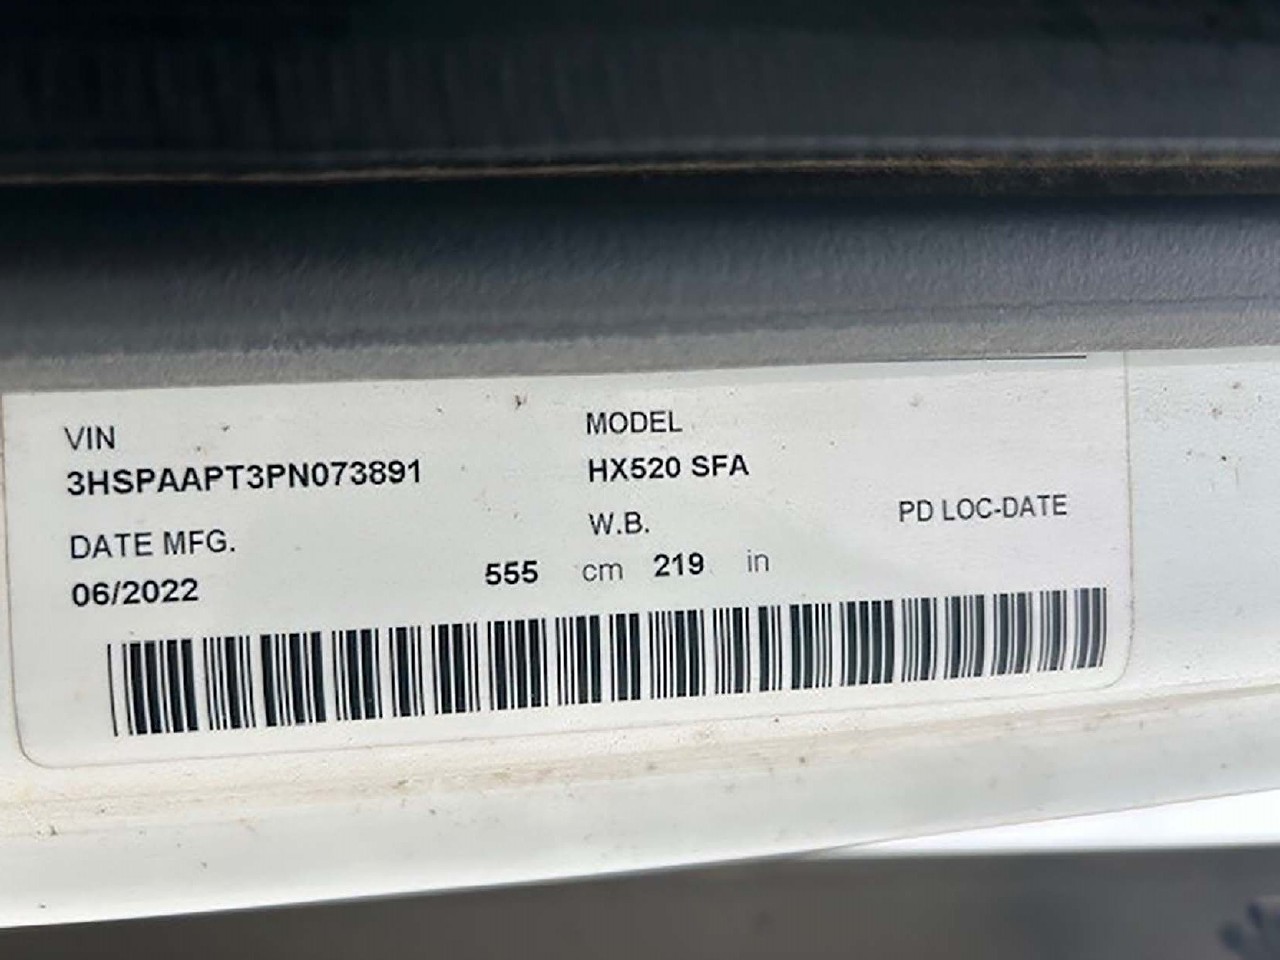 VIN
3HSPAAPT3PN073891
MODEL
HX520 SFA
DATE MFG.
06/2022
W.B.
555 cm 219 in
PD LOC-DATE